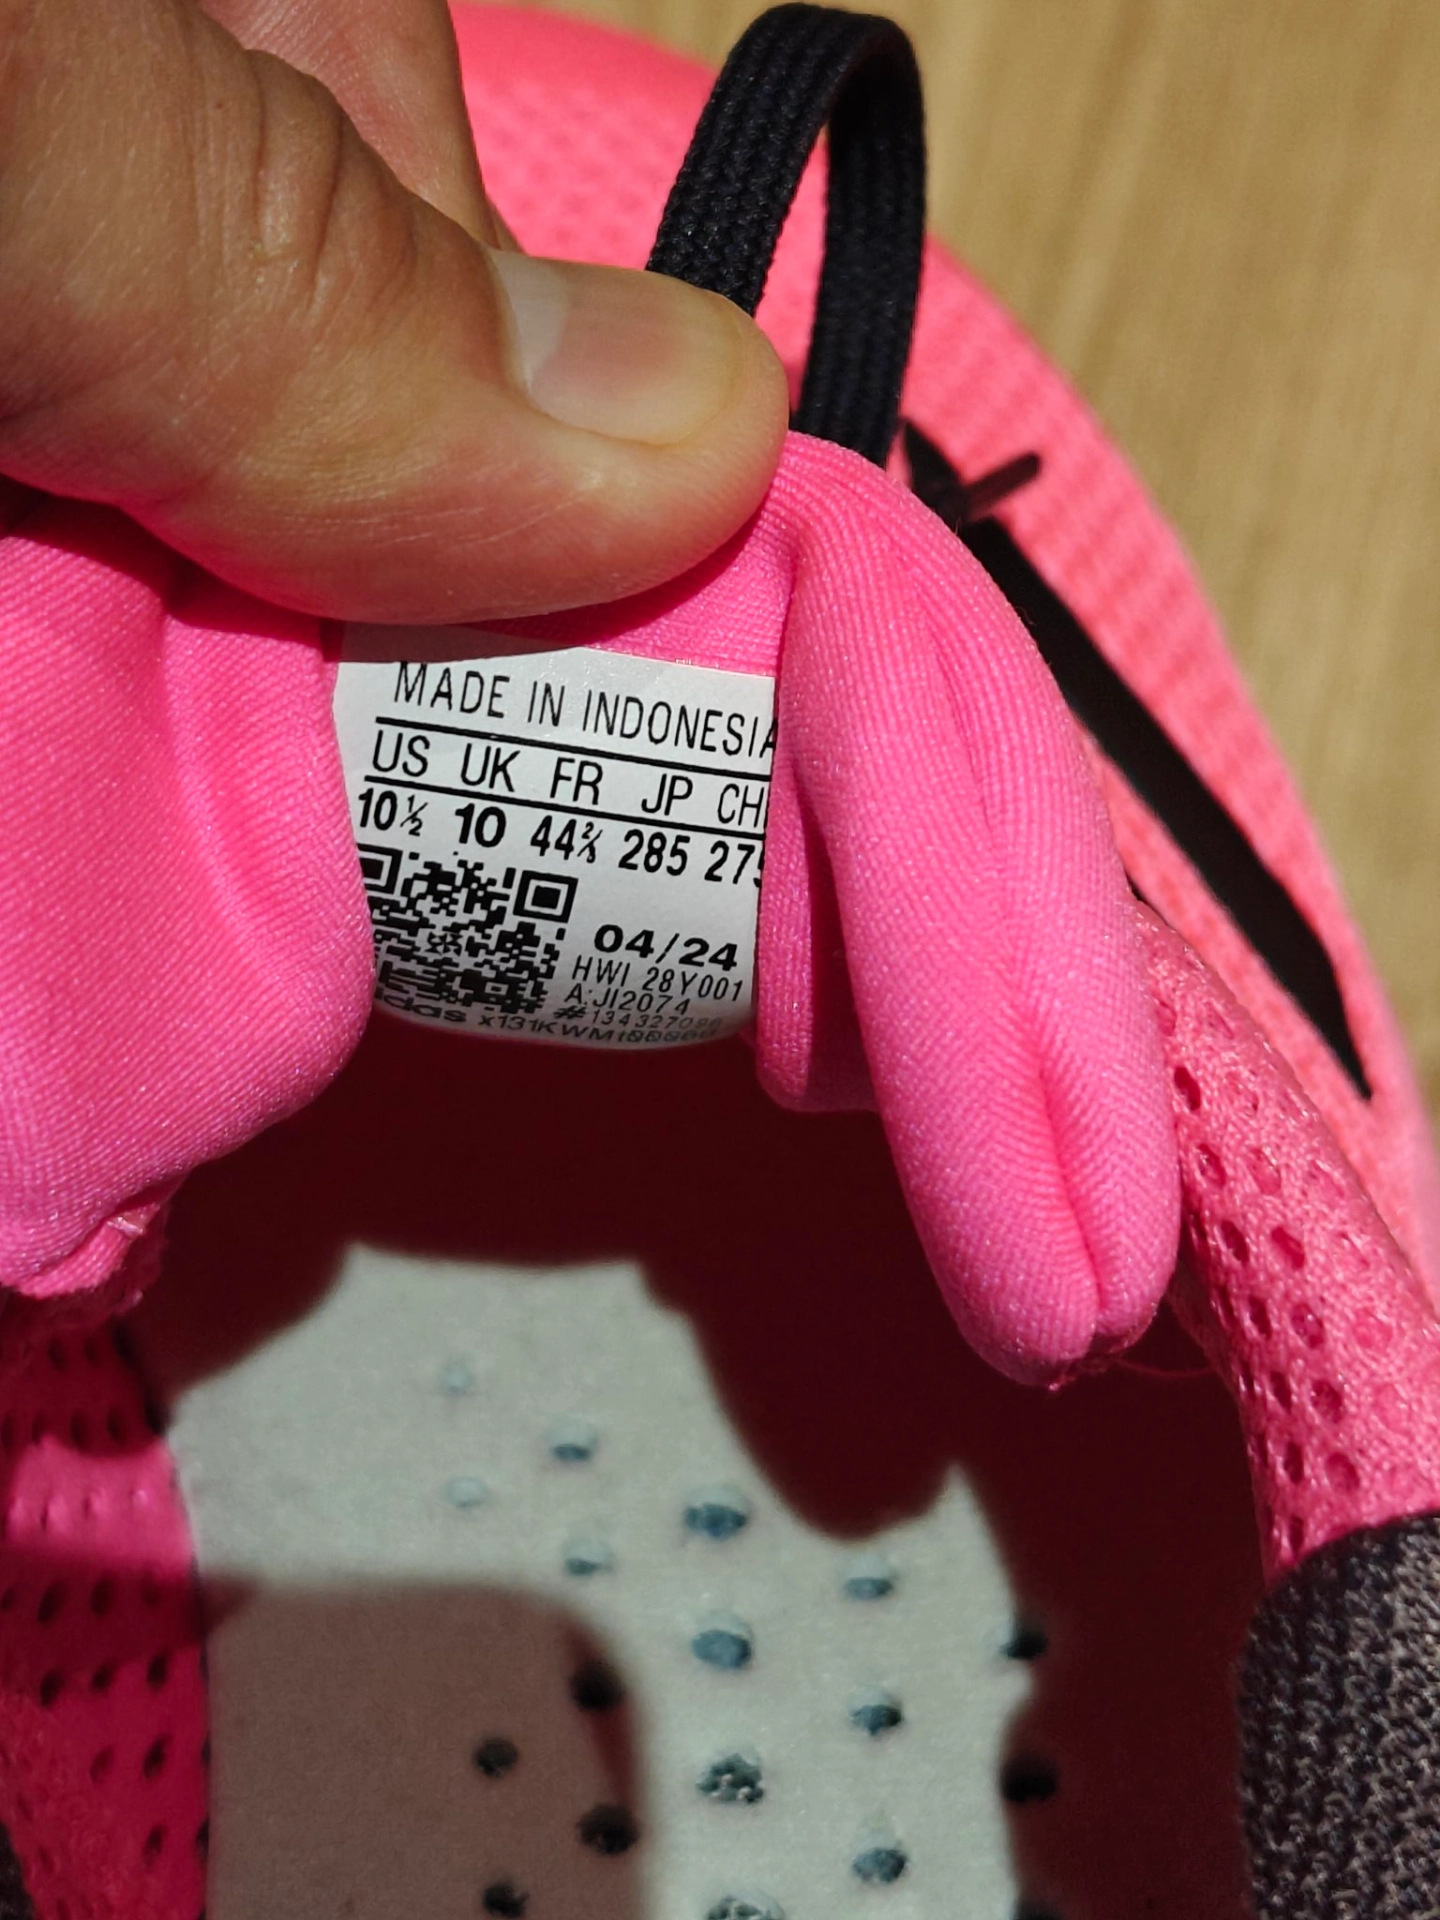 MADE IN INDONESIA
US UK FR JP CH
10½ 10 44⅔ 285 275
04/24
HWI 28Y001
A:JI2074